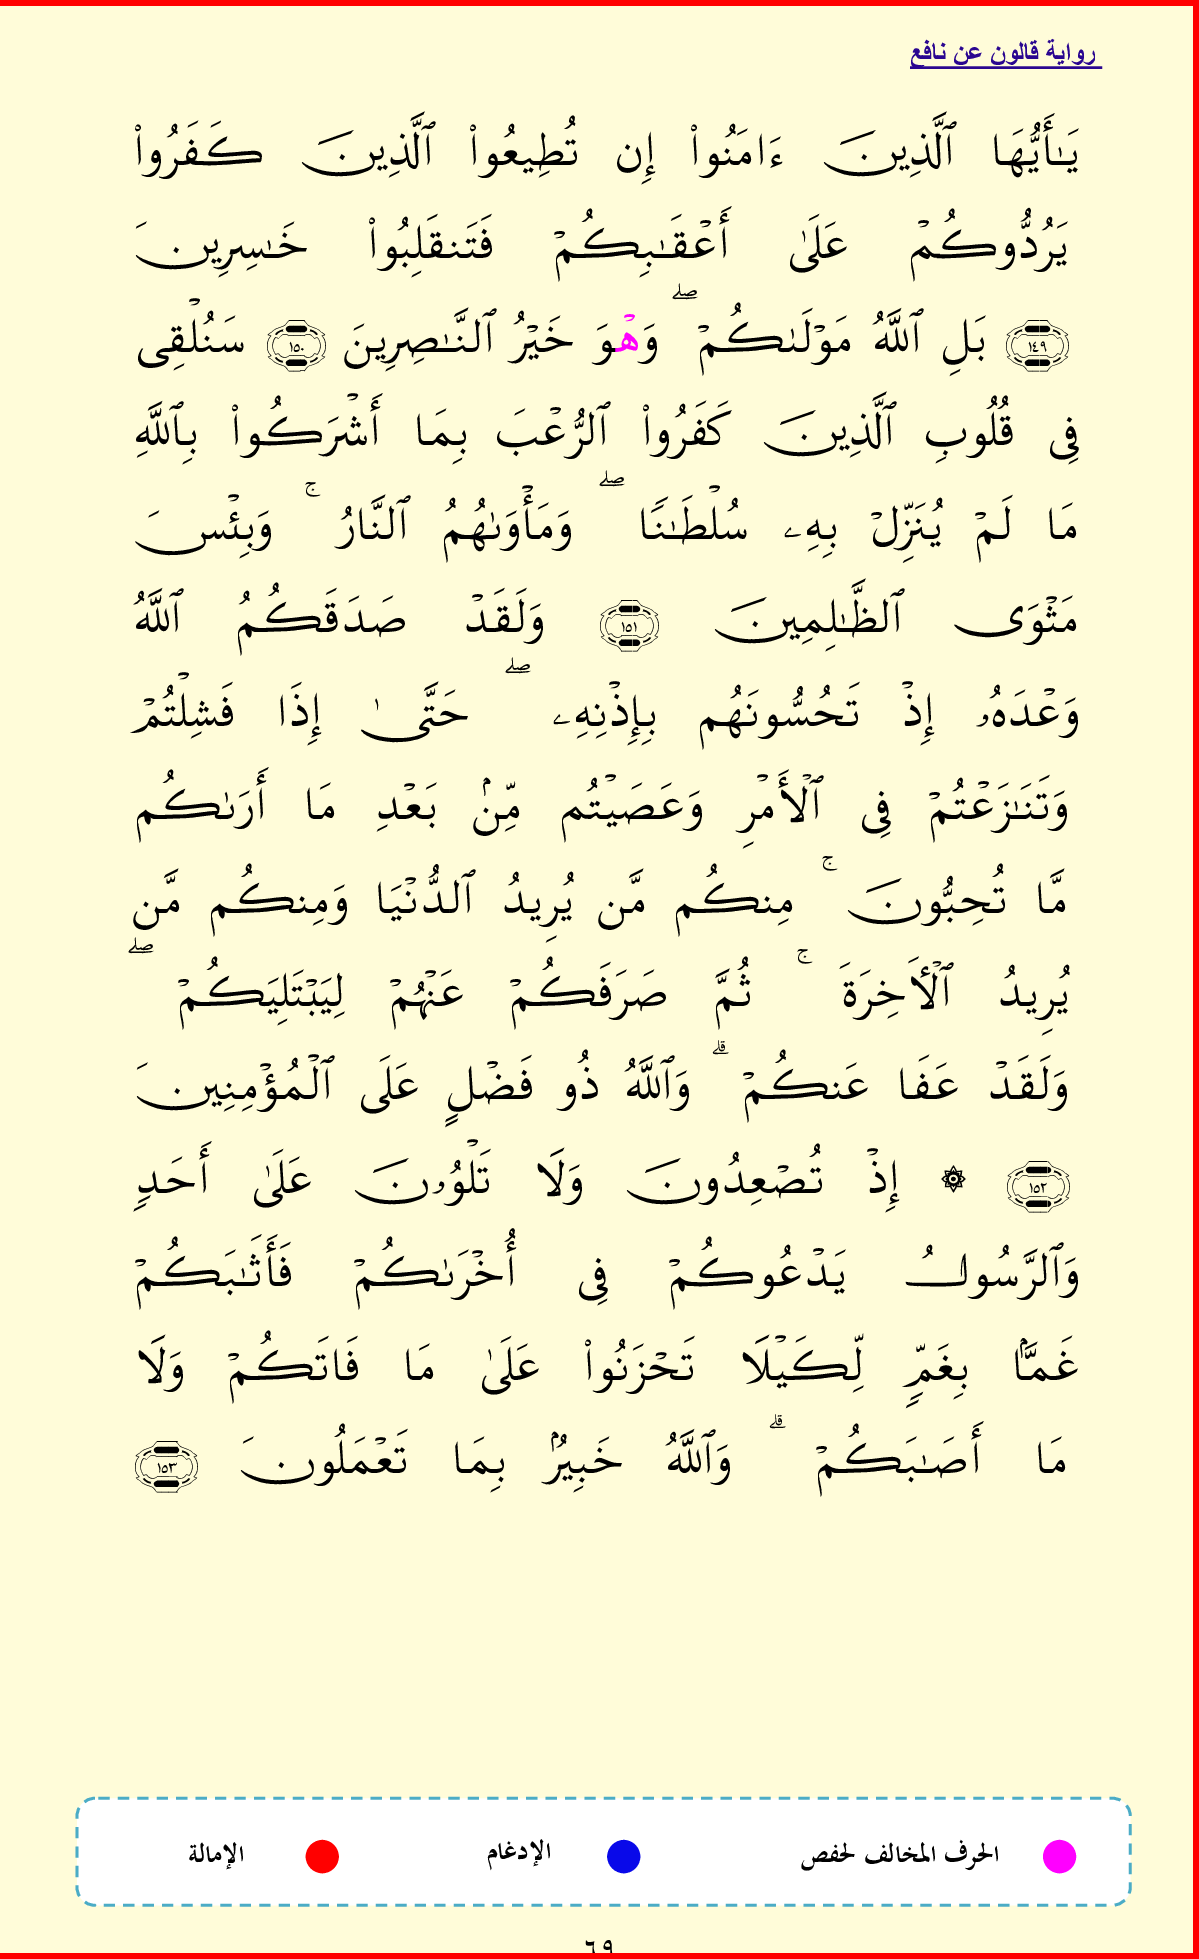 رواية قالون عن نافع
يَـٰٓأَيُّهَا ٱلَّذِينَ ءَامَنُوا۟ إِن تُطِيعُوا۟ ٱلَّذِينَ كَفَرُوا۟
يَرُدُّوكُمْ عَلَىٰ أَعْقَـٰبِكُمْ فَتَنقَلِبُوا۟ خَـٰسِرِينَ
١٤٩ بَلِ ٱللَّهُ مَوْلَىٰكُمْ ۖ وَهْوَ خَيْرُ ٱلنَّـٰصِرِينَ ١٥٠ سَنُلْقِى
فِى قُلُوبِ ٱلَّذِينَ كَفَرُوا۟ ٱلرُّعْبَ بِمَا أَشْرَكُوا۟ بِٱللَّهِ
مَا لَمْ يُنَزِّلْ بِهِۦ سُلْطَـٰنًا ۖ وَمَأْوَىٰهُمُ ٱلنَّارُ ۚ وَبِئْسَ
مَثْوَى ٱلظَّـٰلِمِينَ ١٥١ وَلَقَدْ صَدَقَكُمُ ٱللَّهُ
وَعْدَهُۥ إِذْ تَحُسُّونَهُم بِإِذْنِهِۦ ۖ حَتَّىٰ إِذَا فَشِلْتُمْ
وَتَنَـٰزَعْتُمْ فِى ٱلْأَمْرِ وَعَصَيْتُم مِّنۢ بَعْدِ مَا أَرَىٰكُم
مَّا تُحِبُّونَ ۚ مِنكُم مَّن يُرِيدُ ٱلدُّنْيَا وَمِنكُم مَّن
يُرِيدُ ٱلْأَخِرَةَ ۚ ثُمَّ صَرَفَكُمْ عَنْهُمْ لِيَبْتَلِيَكُمْ ۖ
وَلَقَدْ عَفَا عَنكُمْ ۗ وَٱللَّهُ ذُو فَضْلٍ عَلَى ٱلْمُؤْمِنِينَ
١٥٢ ۞ إِذْ تُصْعِدُونَ وَلَا تَلْوُۥنَ عَلَىٰ أَحَدٍ
وَٱلرَّسُولُ يَدْعُوكُمْ فِى أُخْرَىٰكُمْ فَأَثَـٰبَكُمْ
غَمًّۢا بِغَمٍّ لِّكَيْلَا تَحْزَنُوا۟ عَلَىٰ مَا فَاتَكُمْ وَلَا
مَا أَصَـٰبَكُمْ ۗ وَٱللَّهُ خَبِيرُۢ بِمَا تَعْمَلُونَ ١٥٣
الحرف المخالف لحفص الإدغام الإمالة
٦٩